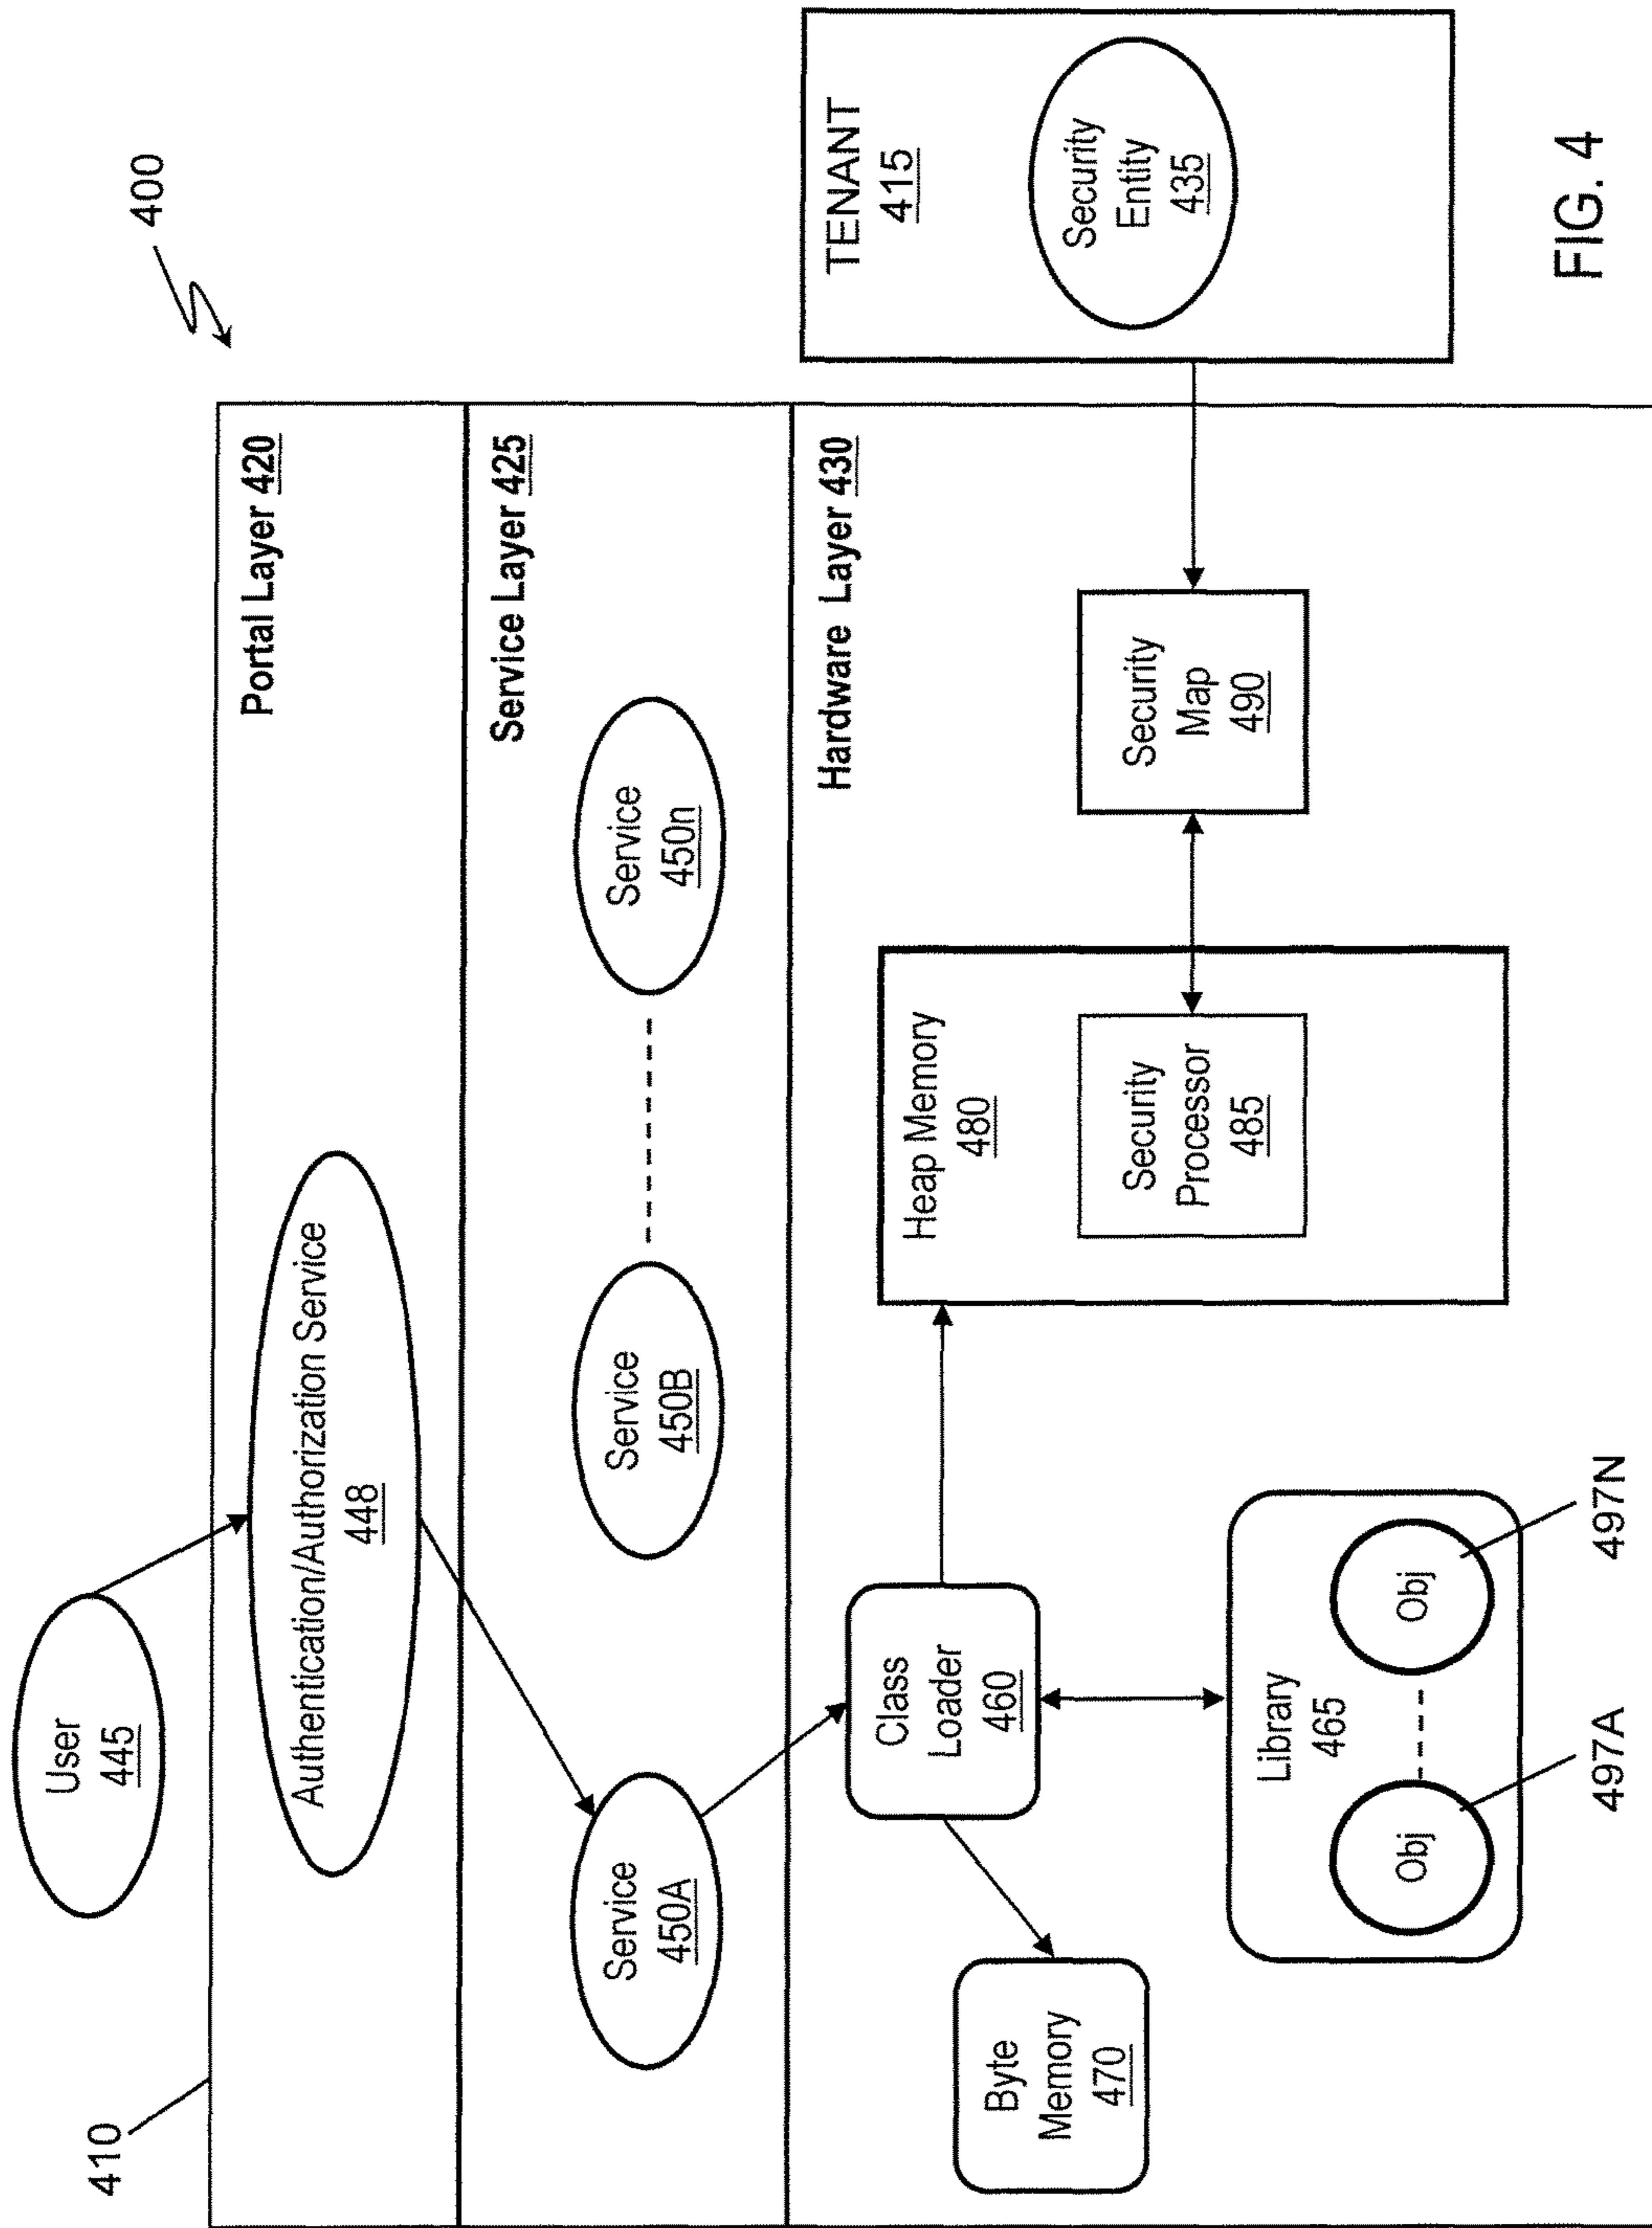 400
410
User
445
Portal Layer 420
Authentication/Authorization Service
448
Service Layer 425
Service
450A
Service
450B
Service
450n
Hardware Layer 430
Class
Loader
460
Byte
Memory
470
Library
465
Obj
Obj
497A
497N
Heap Memory
480
Security
Processor
485
Security
Map
490
TENANT
415
Security
Entity
435
FIG. 4